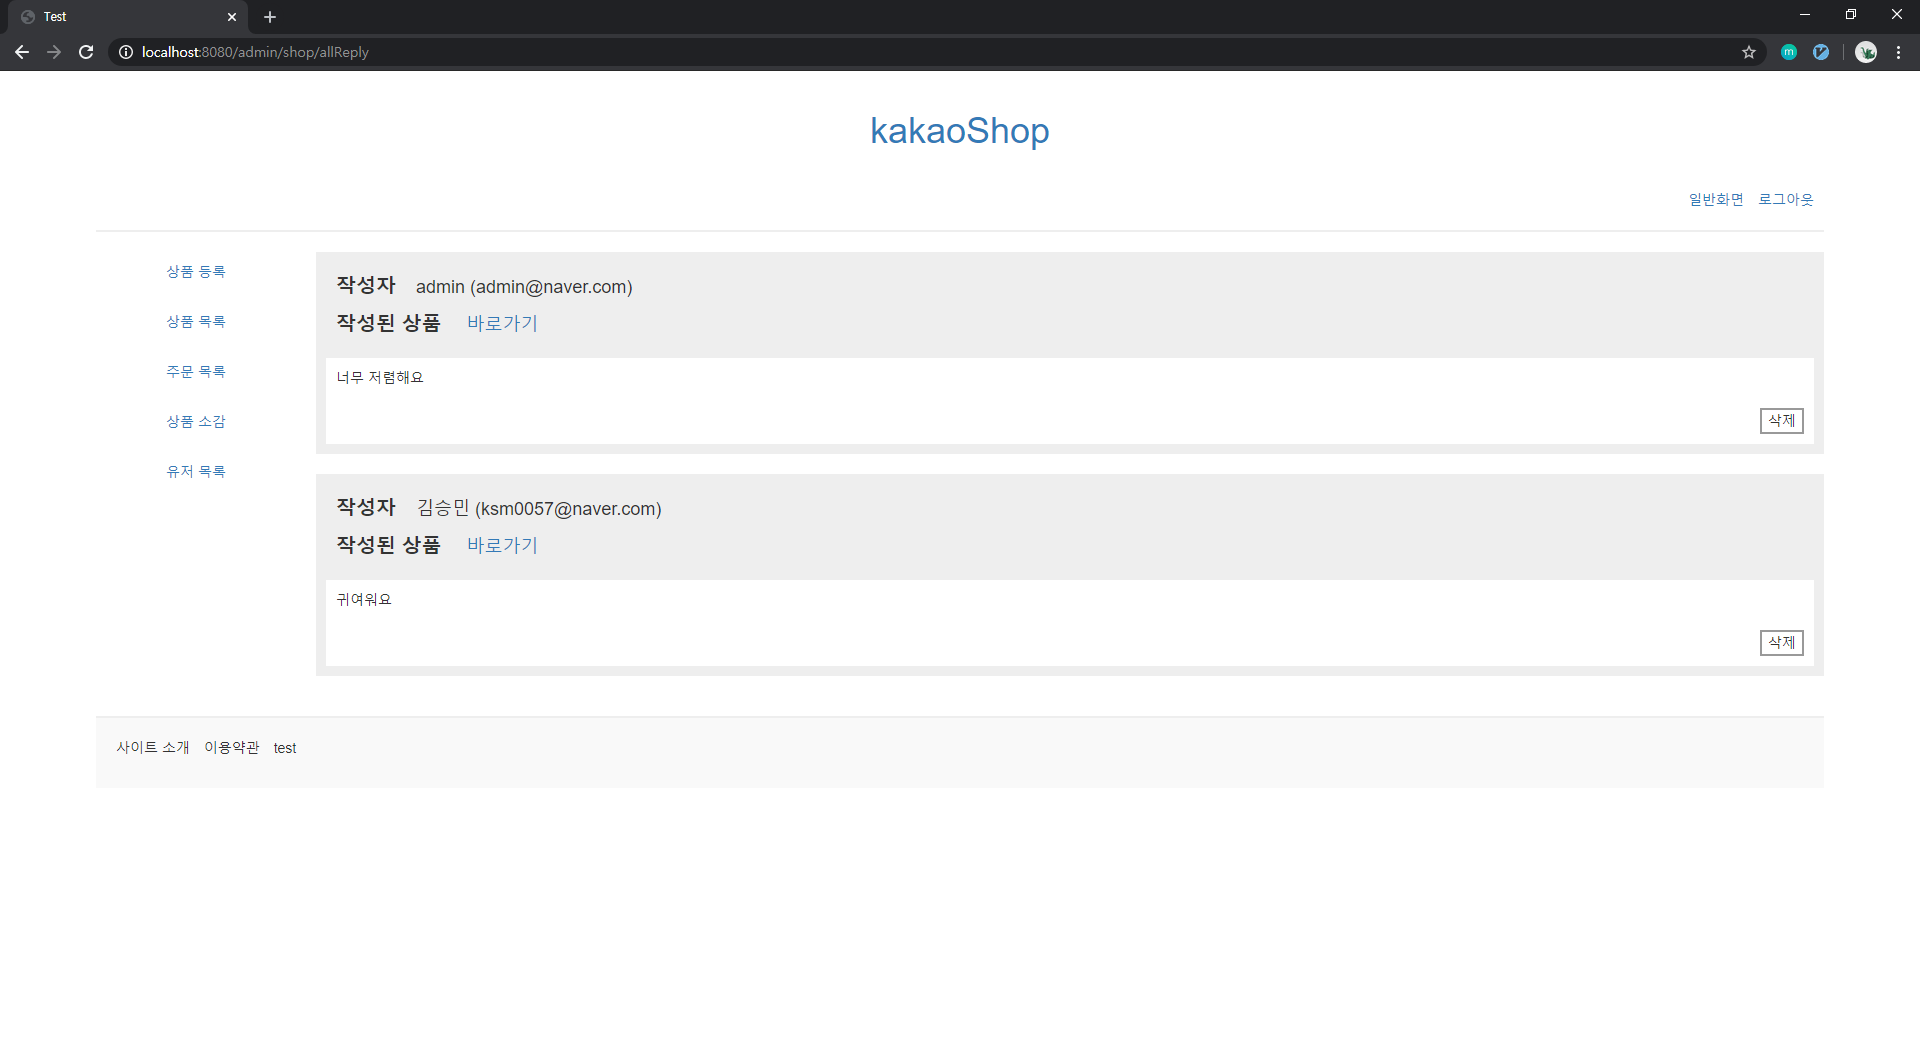 Test
localhost:8080/admin/shop/allReply
kakaoShop
일반화면 로그아웃
상품 등록
상품 목록
주문 목록
상품 소감
유저 목록
작성자 admin (admin@naver.com)
작성된 상품 바로가기
너무 저렴해요
삭제
작성자 김승민 (ksm0057@naver.com)
작성된 상품 바로가기
귀여워요
삭제
사이트 소개 이용약관 test